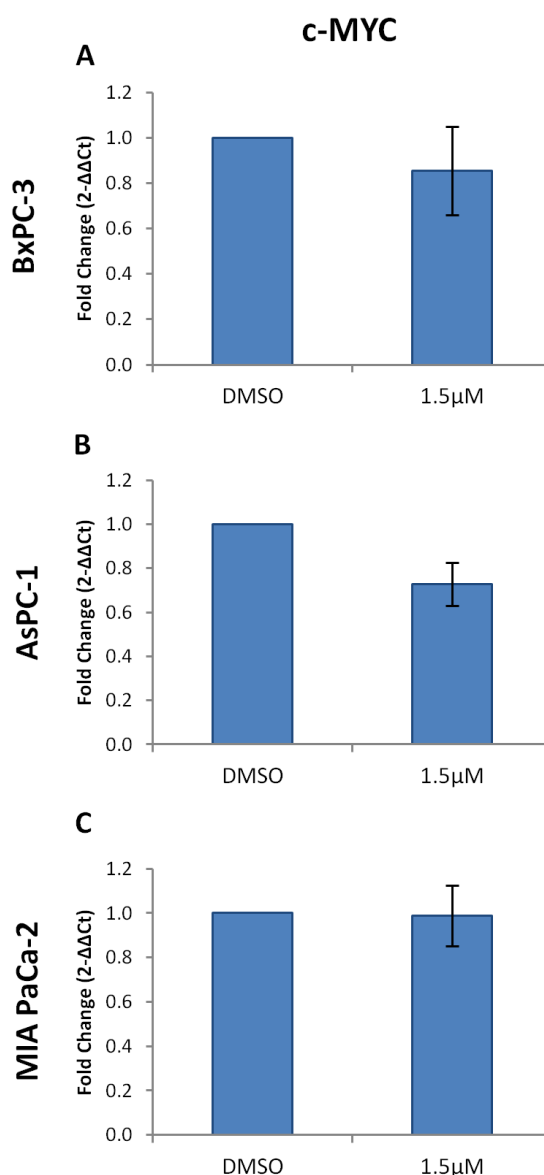 c-MYC
A
BxPC-3
Fold Change (2-ΔΔCt)
1.2
1.0
0.8
0.6
0.4
0.2
0.0
DMSO 1.5µM
B
AsPC-1
Fold Change (2-ΔΔCt)
1.2
1.0
0.8
0.6
0.4
0.2
0.0
DMSO 1.5µM
C
MIA PaCa-2
Fold Change (2-ΔΔCt)
1.2
1.0
0.8
0.6
0.4
0.2
0.0
DMSO 1.5µM